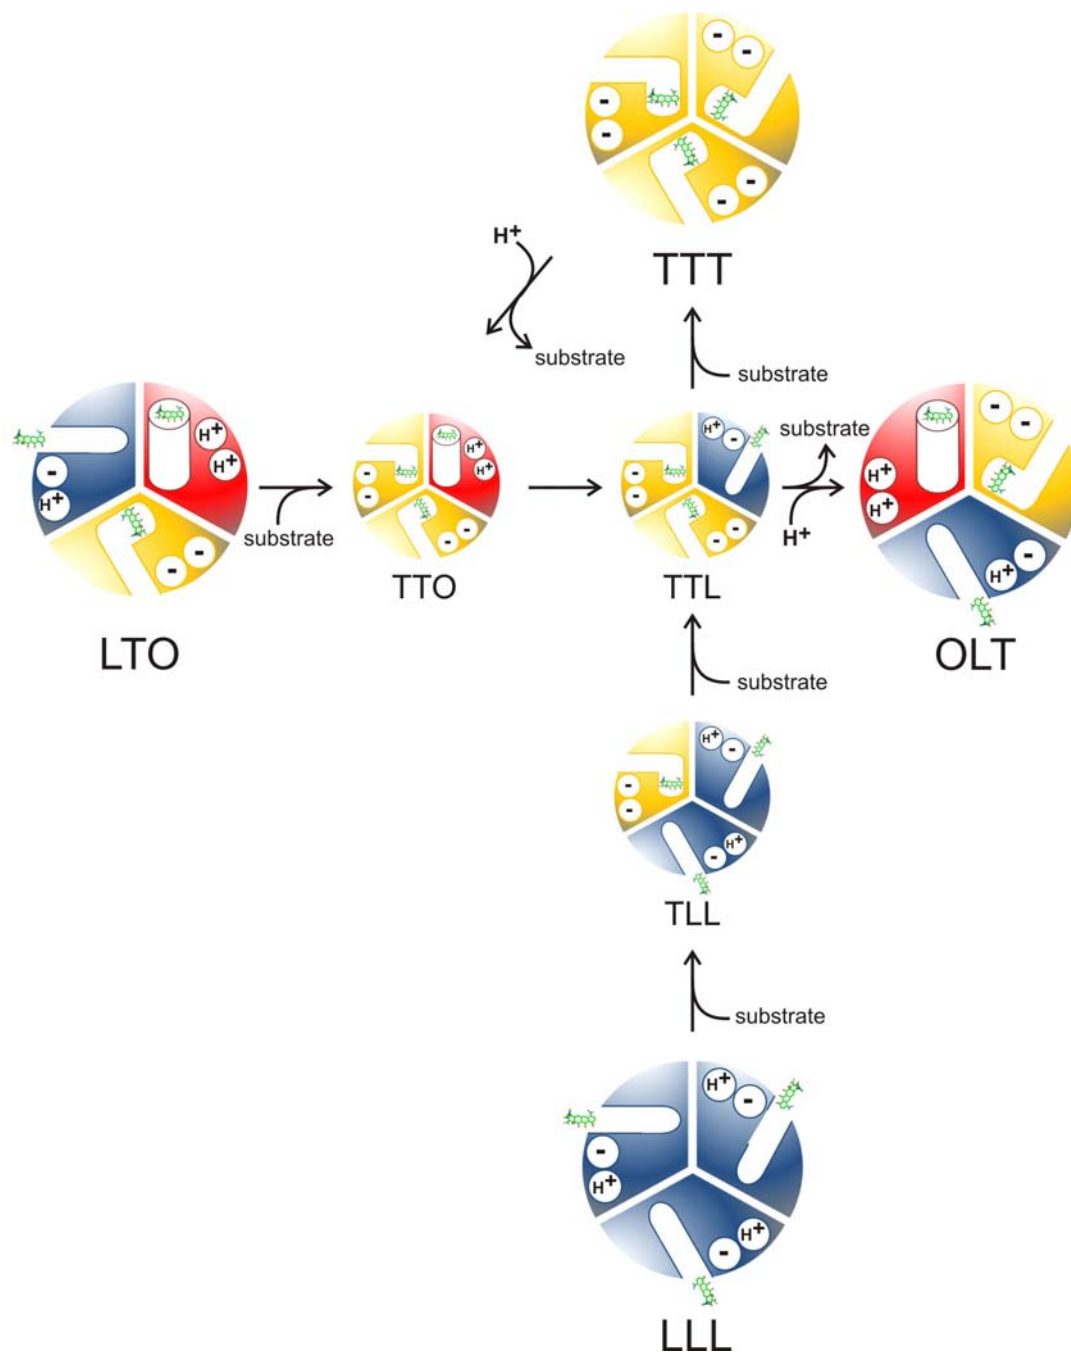 -
-
-
-
-
-
TTT
H+
substrate
substrate
-
H+
H+
H+
LTO
-
-
substrate
-
-
H+
H+
-
-
TTO
-
-
H+
-
-
-
TTL
substrate
H+
-
-
H+
H+
H+
-
OLT
substrate
-
-
H+
-
-
H+
TLL
substrate
H+
-
-
H+
-
H+
LLL